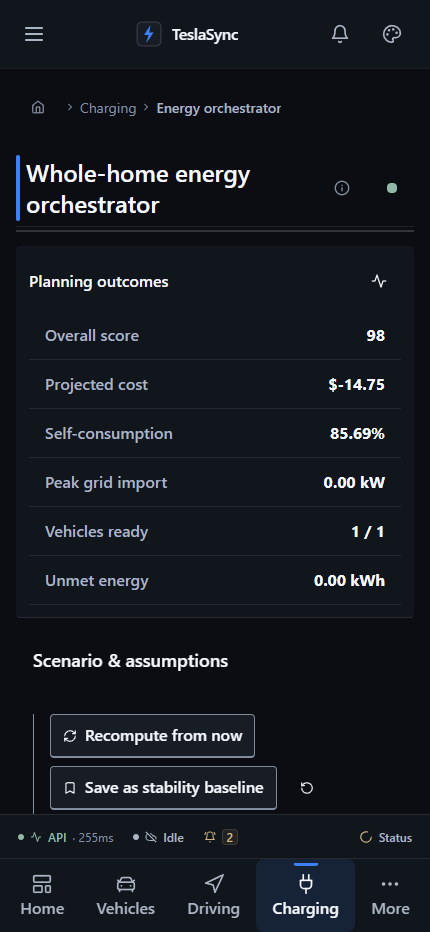 TeslaSync
Charging
Energy orchestrator
Whole-home energy
orchestrator
Planning outcomes
Overall score 98
Projected cost $-14.75
Self-consumption 85.69%
Peak grid import 0.00 kW
Vehicles ready 1 / 1
Unmet energy 0.00 kWh
Scenario & assumptions
Recompute from now
Save as stability baseline
API · 255ms Idle 2 Status
Home Vehicles Driving Charging More